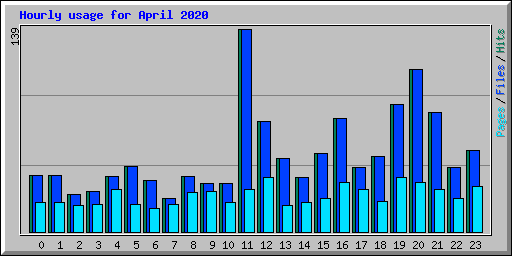 Hourly usage for April 2020
139
Pages/Files/Hits
0 1 2 3 4 5 6 7 8 9 10 11 12 13 14 15 16 17 18 19 20 21 22 23